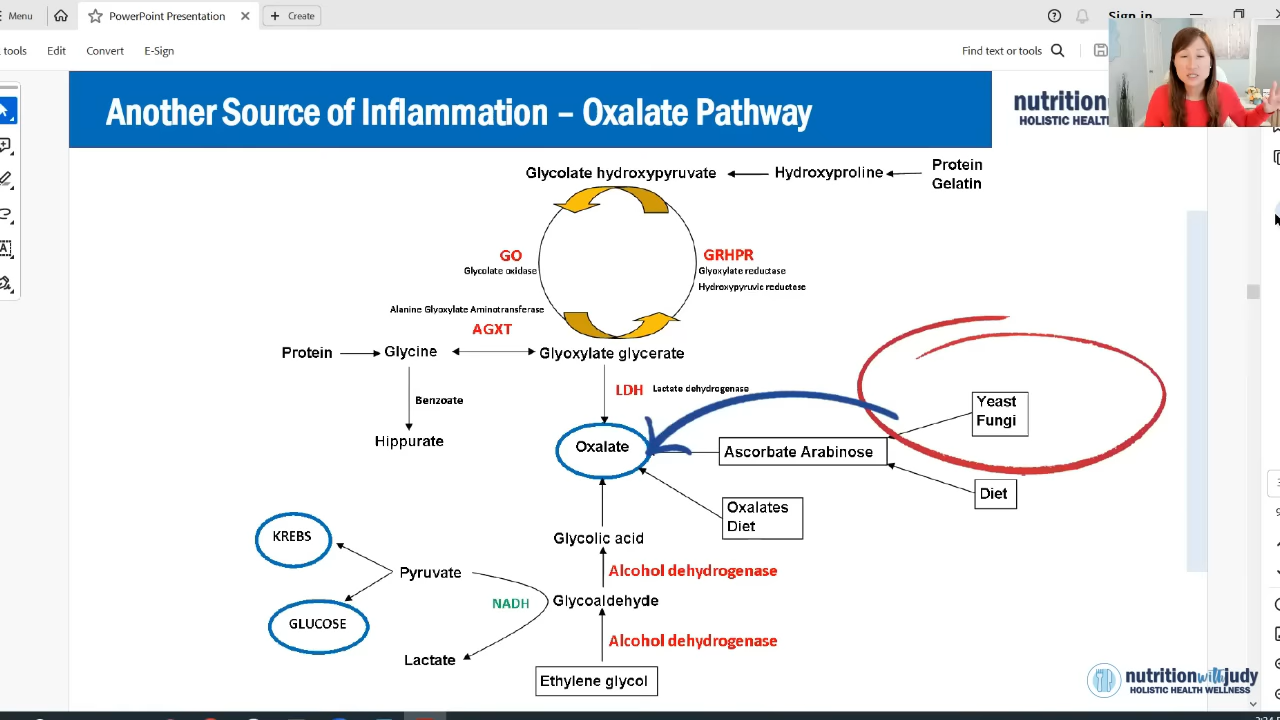 Menu
PowerPoint Presentation
Create
Sign in
tools
Edit
Convert
E-Sign
Find text or tools
Another Source of Inflammation – Oxalate Pathway
nutrition
HOLISTIC HEALTH
Glycolate hydroxypyruvate
Hydroxyproline
Protein
Gelatin
GO
Glycolate oxidase
GRHPR
Glyoxylate reductase
Hydroxypyruvic reductase
Alanine Glyoxylate Aminotransferase
AGXT
Protein
Glycine
Glyoxylate glycerate
LDH
Lactate dehydrogenase
Benzoate
Hippurate
Oxalate
Ascorbate Arabinose
Yeast
Fungi
Diet
Oxalates
Diet
Glycolic acid
KREBS
Alcohol dehydrogenase
Pyruvate
NADH
Glycoaldehyde
GLUCOSE
Alcohol dehydrogenase
Lactate
Ethylene glycol
nutritionwithjudy
HOLISTIC HEALTH WELLNESS